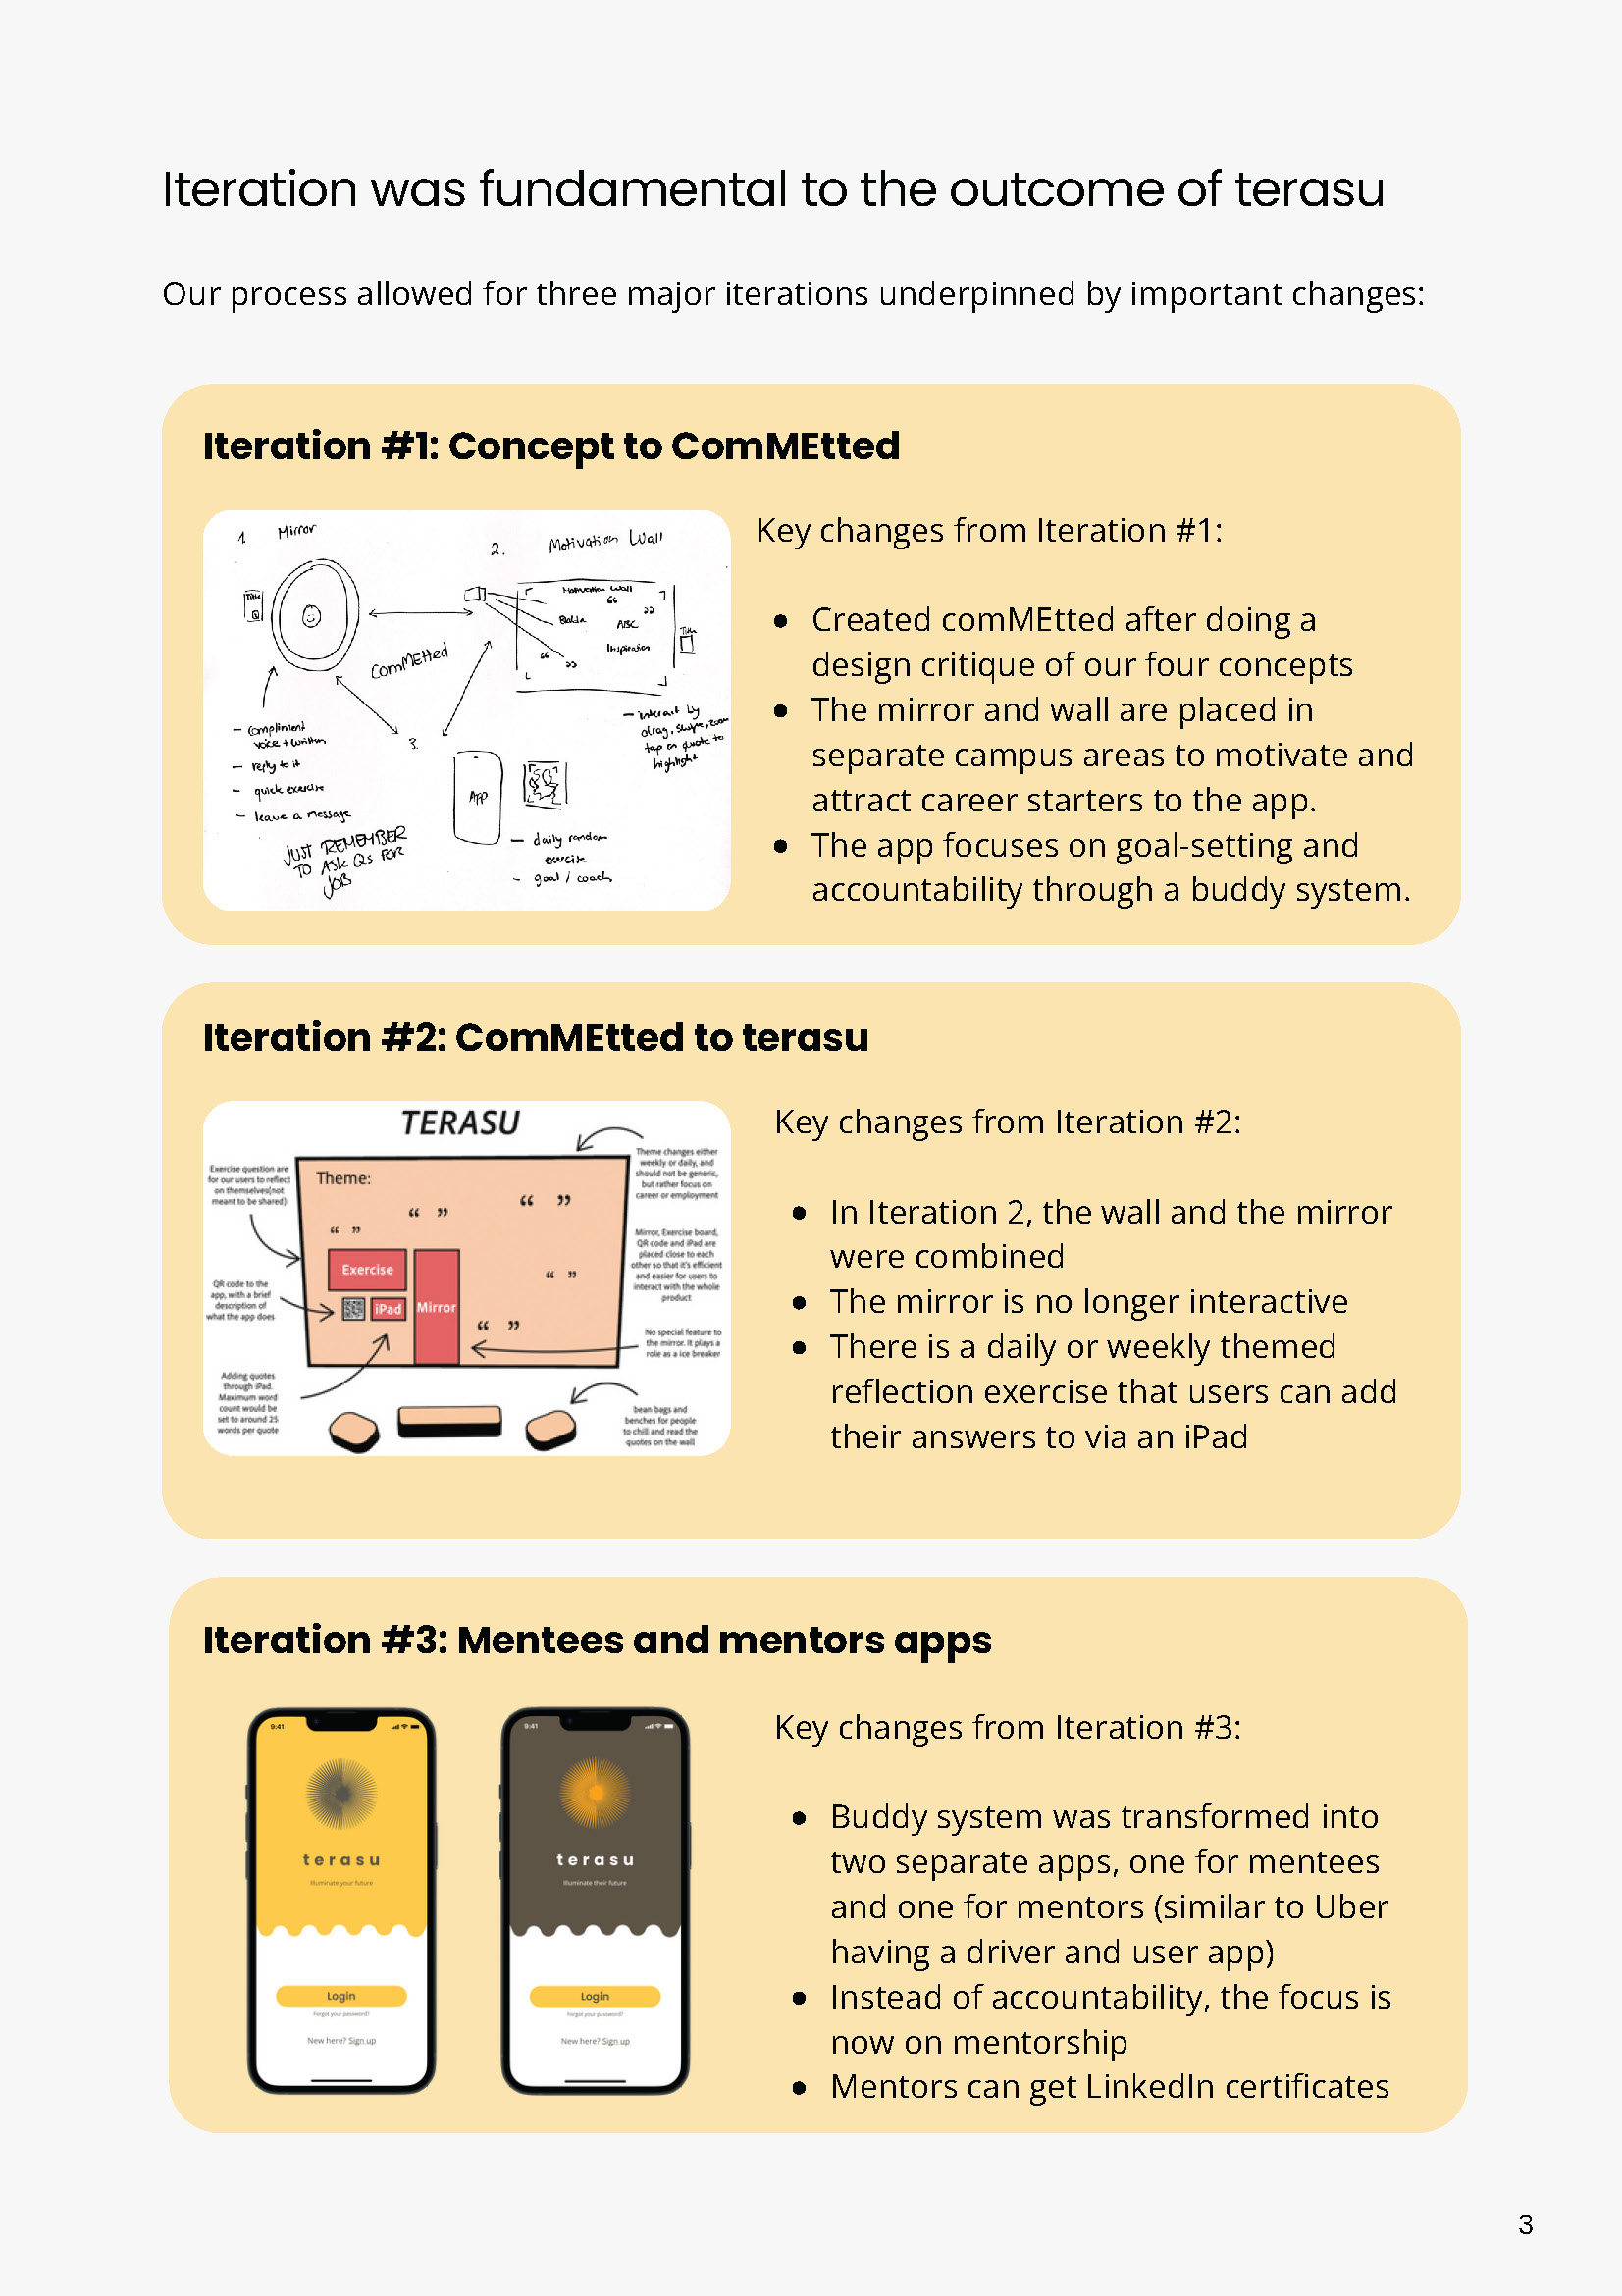 Iteration was fundamental to the outcome of terasu
Our process allowed for three major iterations underpinned by important changes:
Iteration #1: Concept to ComMEtted
1 Mirror
2. Motivation Wall
Title
Motivation Wall
“ ”
ABC
Inspiration
“ ”
Title
ComMEtted
- compliment
voice + written
- reply to it
- quick exercise
- leave a message
JUST REMEMBER
TO ASK Qs FOR
JOB
3.
APP
- daily random
exercise
- goal / coach
- interact by
drag, swipe, zoom
tap on quote to
highlight
Key changes from Iteration #1:
• Created comMEtted after doing a
design critique of our four concepts
• The mirror and wall are placed in
separate campus areas to motivate and
attract career starters to the app.
• The app focuses on goal-setting and
accountability through a buddy system.
Iteration #2: ComMEtted to terasu
TERASU
Exercise question are
for our users to reflect
on themselves(not
meant to be shared)
QR code to the
app, with a brief
description of
what the app does
Adding quotes
through iPad.
Maximum word
count would be
set to around 25
words per quote
Theme:
“ ”
“ ”
“ ”
“ ”
“ ”
Exercise
iPad
Mirror
Theme changes either
weekly or daily, and
should not be generic,
but rather focus on
career or employment
Mirror, Exercise board,
QR code and iPad are
placed close to each
other so that it's efficient
and easier for users to
interact with the whole
product
No special feature to
the mirror. It plays a
role as a ice breaker
bean bags and
benches for people
to chill and read the
quotes on the wall
Key changes from Iteration #2:
• In Iteration 2, the wall and the mirror
were combined
• The mirror is no longer interactive
• There is a daily or weekly themed
reflection exercise that users can add
their answers to via an iPad
Iteration #3: Mentees and mentors apps
9:41
terasu
Illuminate your future
Login
Forgot your password?
New here? Sign up
9:41
terasu
Illuminate their future
Login
Forgot your password?
New here? Sign up
Key changes from Iteration #3:
• Buddy system was transformed into
two separate apps, one for mentees
and one for mentors (similar to Uber
having a driver and user app)
• Instead of accountability, the focus is
now on mentorship
• Mentors can get LinkedIn certificates
3